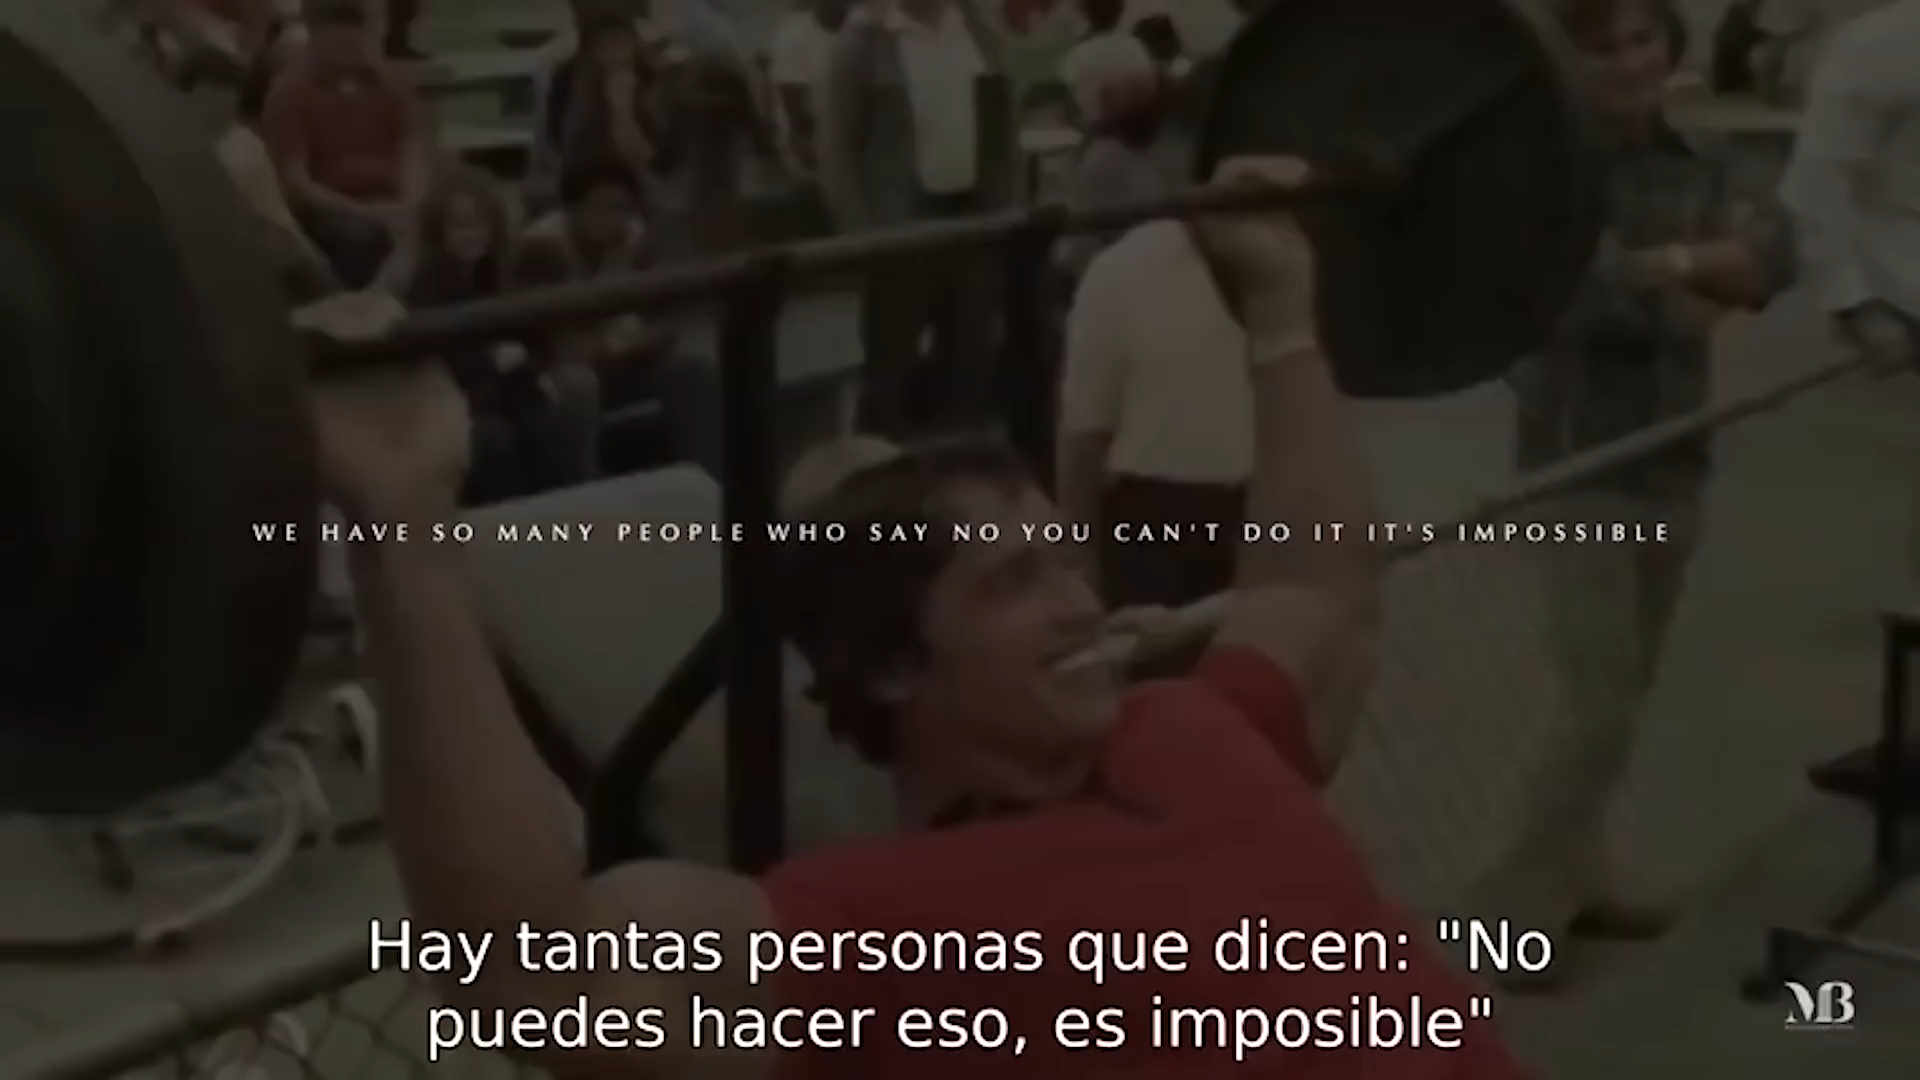 WE HAVE SO MANY PEOPLE WHO SAY NO YOU CAN'T DO IT IT'S IMPOSSIBLE
Hay tantas personas que dicen: "No
puedes hacer eso, es imposible"
MB